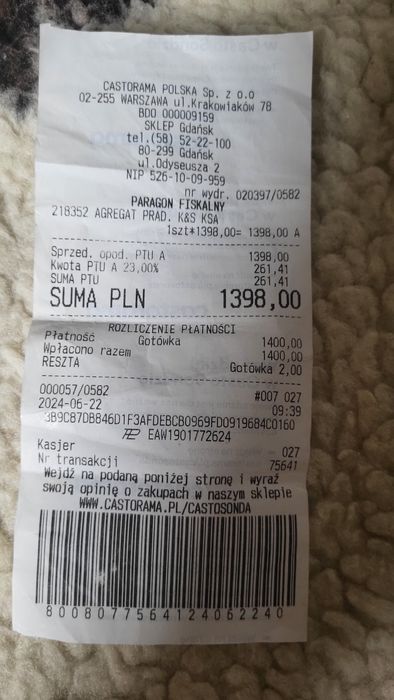 CASTORAMA POLSKA Sp. z o.o
02-255 WARSZAWA ul.Krakowiaków 78
BDO 000009159
SKLEP Gdańsk
tel.(58) 52-22-100
80-299 Gdańsk
ul.Odyseusza 2
NIP 526-10-09-959
nr wydr. 020397/0582
PARAGON FISKALNY
218352 AGREGAT PRAD. K&S KSA
1szt*1398,00= 1398,00 A
Sprzed. opod. PTU A 1398,00
Kwota PTU A 23,00% 261,41
SUMA PTU 261,41
SUMA PLN 1398,00
ROZLICZENIE PŁATNOŚCI
Płatność Gotówka 1400,00
Wpłacono razem 1400,00
RESZTA Gotówka 2,00
000057/0582 #007 027
2024-06-22 09:39
3B9C87DB846D1F3AFDEBCB0969FD0919684C0160
EAW1901772624
Kasjer 027
Nr transakcji 75641
Wejdź na podaną poniżej stronę i wyraź
swoją opinię o zakupach w naszym sklepie
WWW.CASTORAMA.PL/CASTOSONDA
8008077564124062240